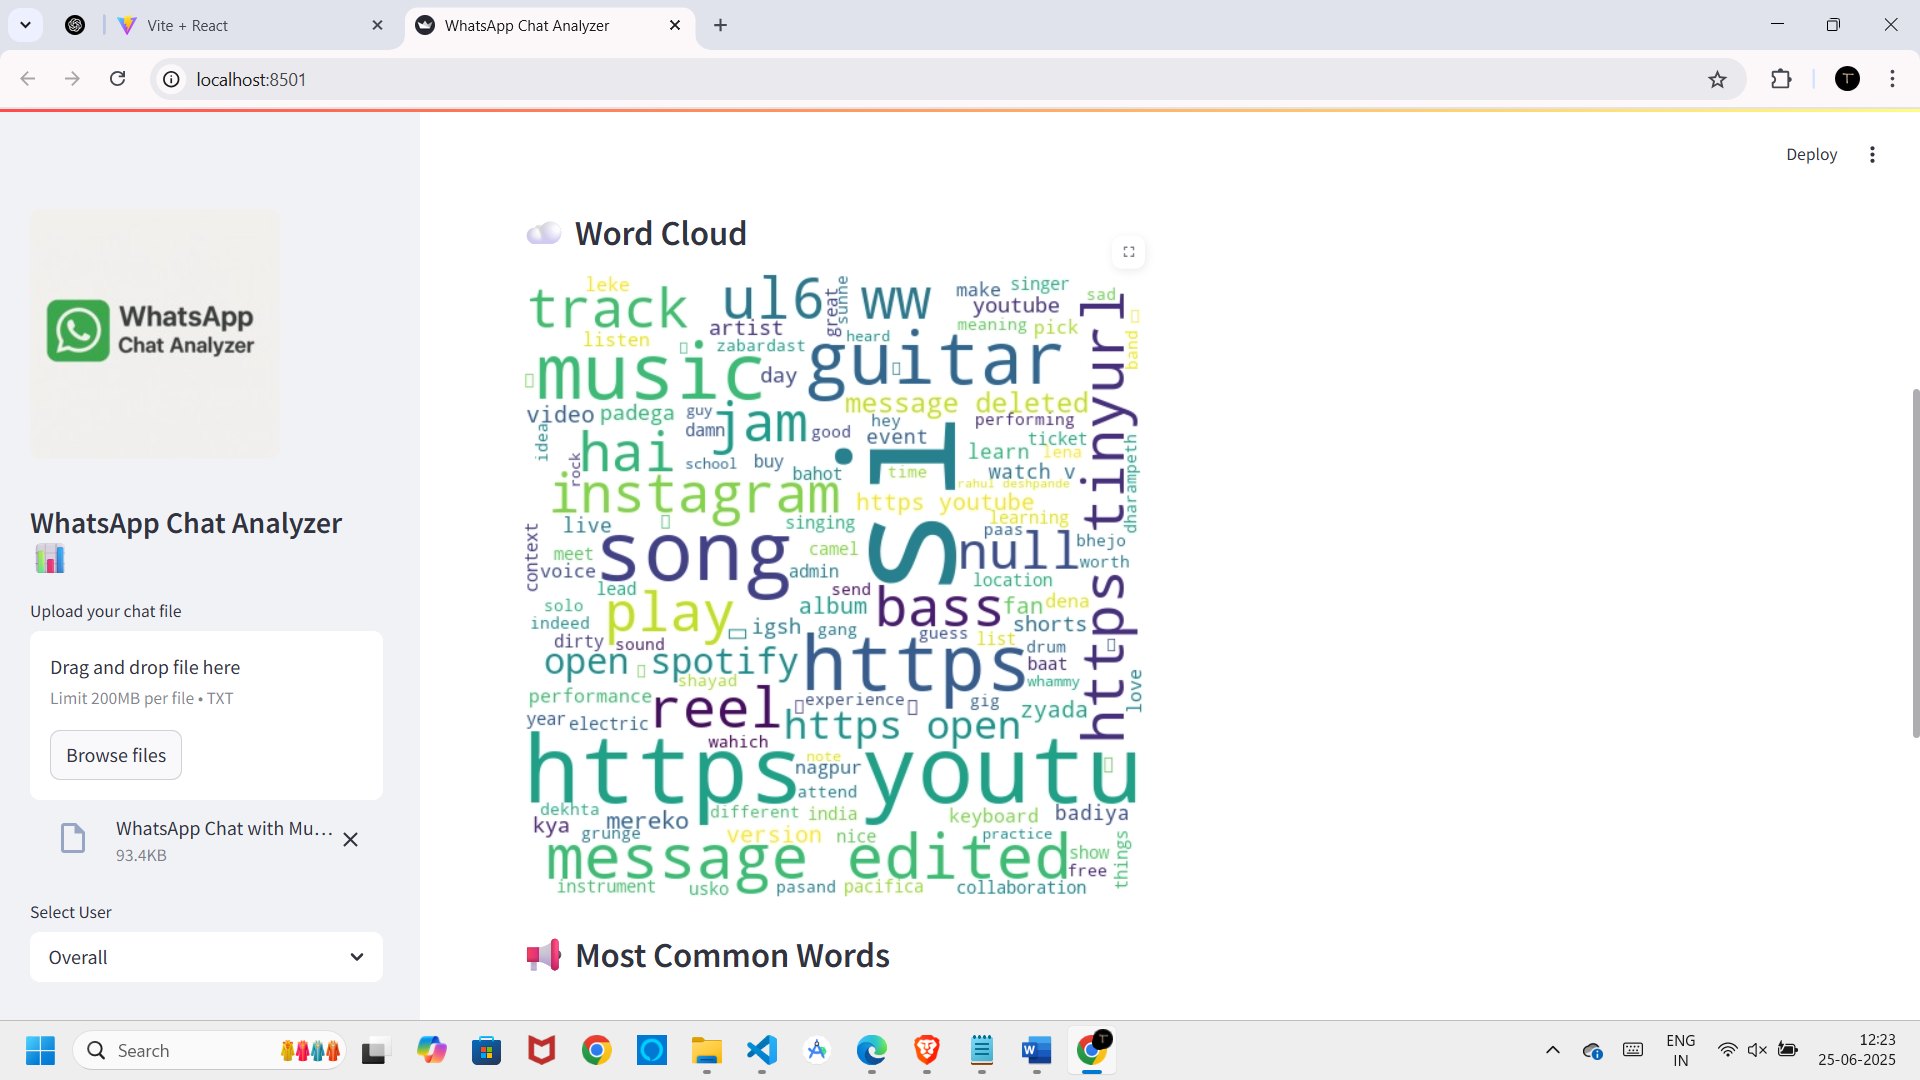 Vite + React
WhatsApp Chat Analyzer
localhost:8501
Deploy
WhatsApp
Chat Analyzer
WhatsApp Chat Analyzer
Upload your chat file
Drag and drop file here
Limit 200MB per file • TXT
Browse files
WhatsApp Chat with Mu...
93.4KB
Select User
Overall
Word Cloud
leke
track
ul6
great
sunne
ww
make
singer
youtube
sad
artist
meaning
pick
listen
zabardast
heard
band
music
day
guitar
https tinyurl
message deleted
video
padega
guy
jam
damn
good
hey
event
performing
ticket
idea
hai
school
buy
bahot
si
time
learn
lena
watch v
rock
instagram
rahul deshpande
https youtube
dharampeth
live
singing
learning
paas
context
meet
song
camel
null
bhejo
worth
voice
admin
location
lead
send
solo
play
album
bass
fan
dena
indeed
igsh
gang
guess
list
shorts
dirty
sound
https
drum
open spotify
baat
shayad
whammy
performance
experience
gig
love
year
electric
reel
https open
zyada
wahich
https youtu
note
nagpur
attend
dekhta
different
india
keyboard
badiya
kya
mereko
grunge
version
nice
practice
message edited
show
free
things
instrument
usko
pasand
pacifica
collaboration
Most Common Words
Search
W
ENG
IN
12:23
25-06-2025
T